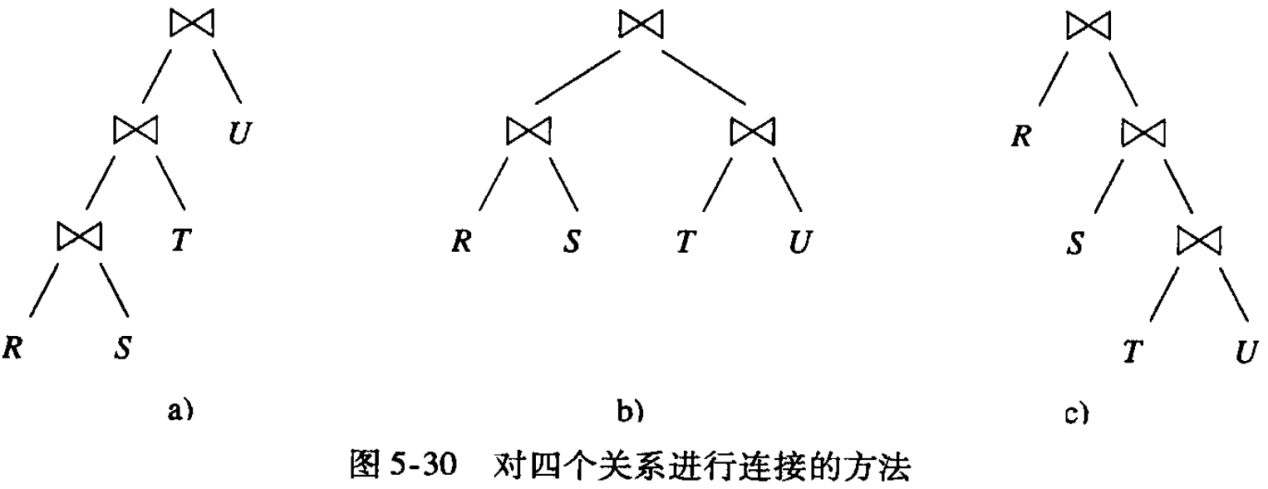 ⋈ ⋈ ⋈
⋈ U ⋈ ⋈ R ⋈
⋈ T R S T U S ⋈
R S T U
a) b) c)
图 5-30 对四个关系进行连接的方法